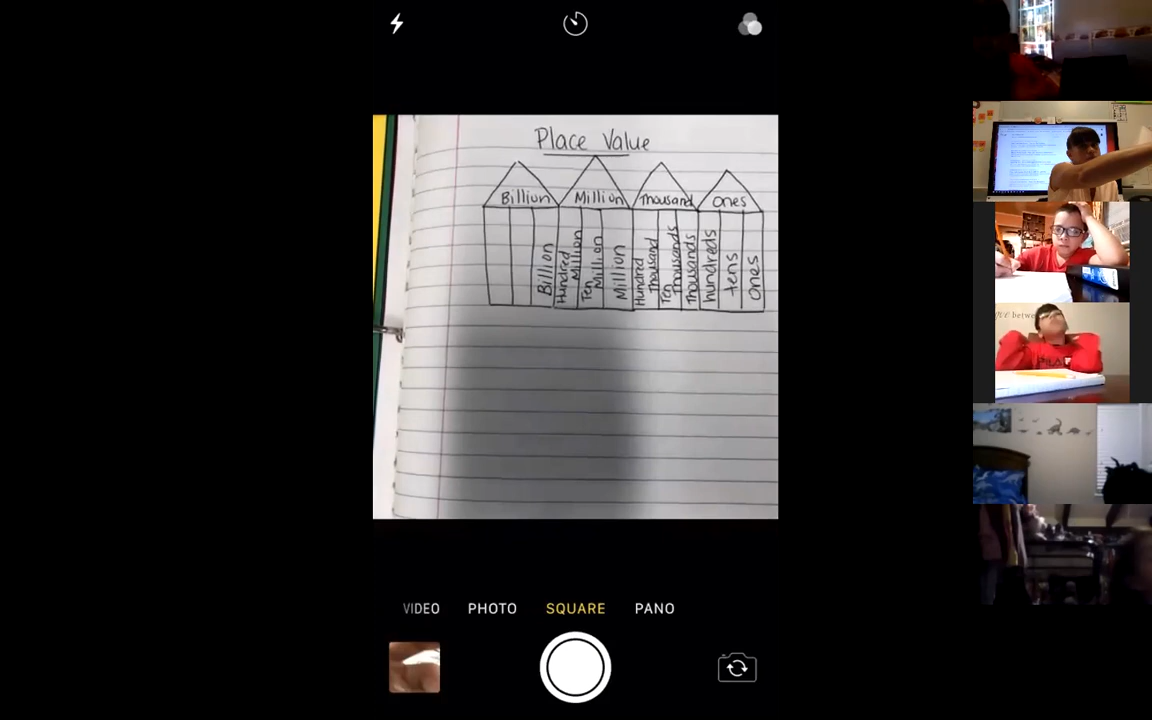 Place Value
Billion Million Thousand Ones
Billion
Hundred Million
Ten Million
Million
Hundred Thousand
Ten Thousands
Thousands
hundreds
tens
ones
VIDEO PHOTO SQUARE PANO